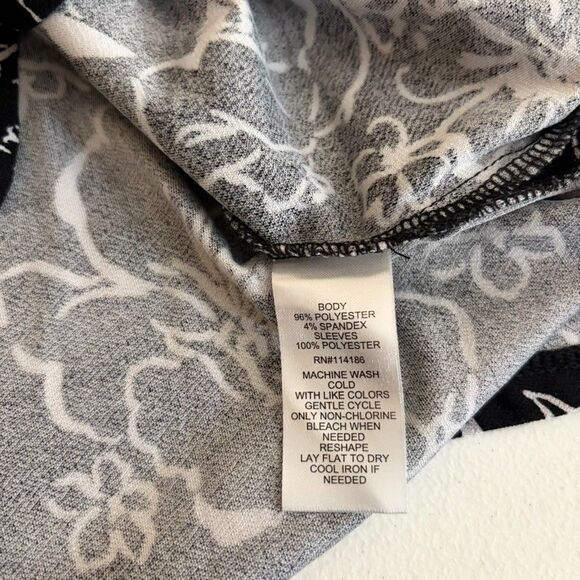 BODY
96% POLYESTER
4% SPANDEX
SLEEVES
100% POLYESTER
RN#114186
MACHINE WASH
COLD
WITH LIKE COLORS
GENTLE CYCLE
ONLY NON-CHLORINE
BLEACH WHEN
NEEDED
RESHAPE
LAY FLAT TO DRY
COOL IRON IF
NEEDED